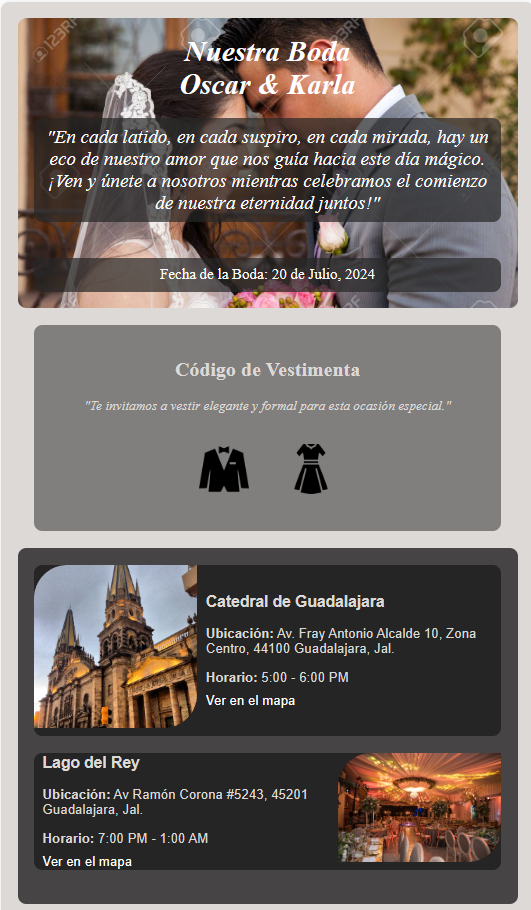 123RF
Nuestra Boda
Oscar & Karla
"En cada latido, en cada suspiro, en cada mirada, hay un
eco de nuestro amor que nos guía hacia este día mágico.
¡Ven y únete a nosotros mientras celebramos el comienzo
de nuestra eternidad juntos!"
Fecha de la Boda: 20 de Julio, 2024
Código de Vestimenta
"Te invitamos a vestir elegante y formal para esta ocasión especial."
Catedral de Guadalajara
Ubicación: Av. Fray Antonio Alcalde 10, Zona
Centro, 44100 Guadalajara, Jal.
Horario: 5:00 - 6:00 PM
Ver en el mapa
Lago del Rey
Ubicación: Av Ramón Corona #5243, 45201
Guadalajara, Jal.
Horario: 7:00 PM - 1:00 AM
Ver en el mapa